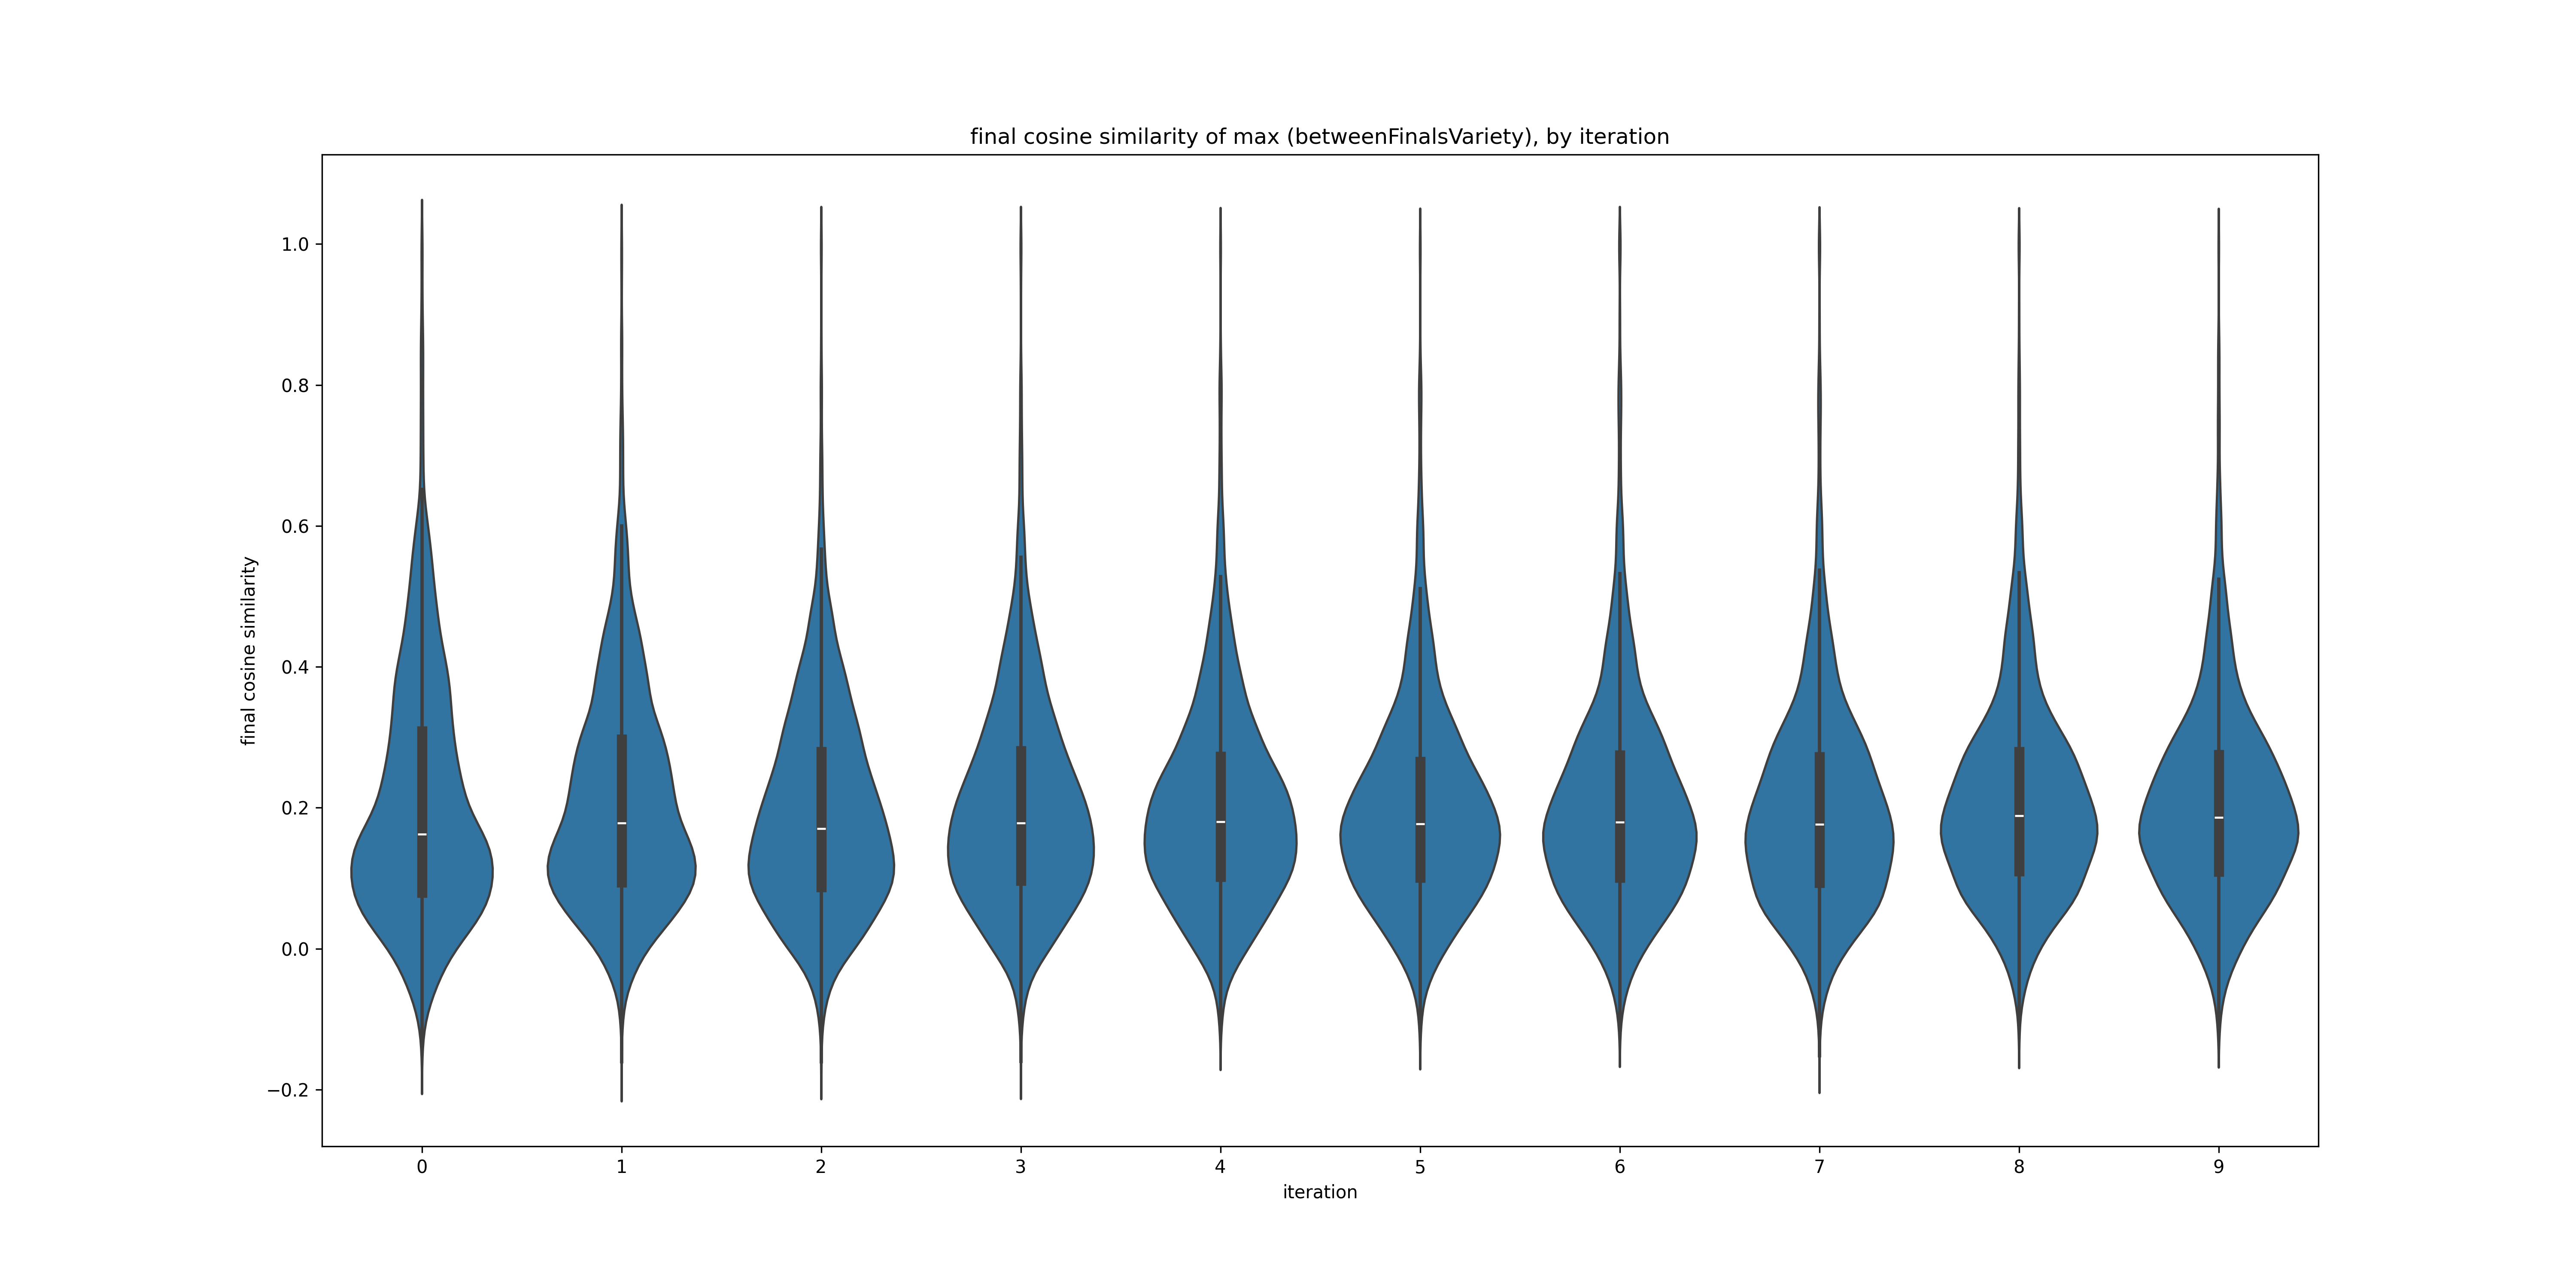 final cosine similarity of max (betweenFinalsVariety), by iteration
1.0
0.8
0.6
0.4
0.2
0.0
−0.2
final cosine similarity
0 1 2 3 4 5 6 7 8 9
iteration